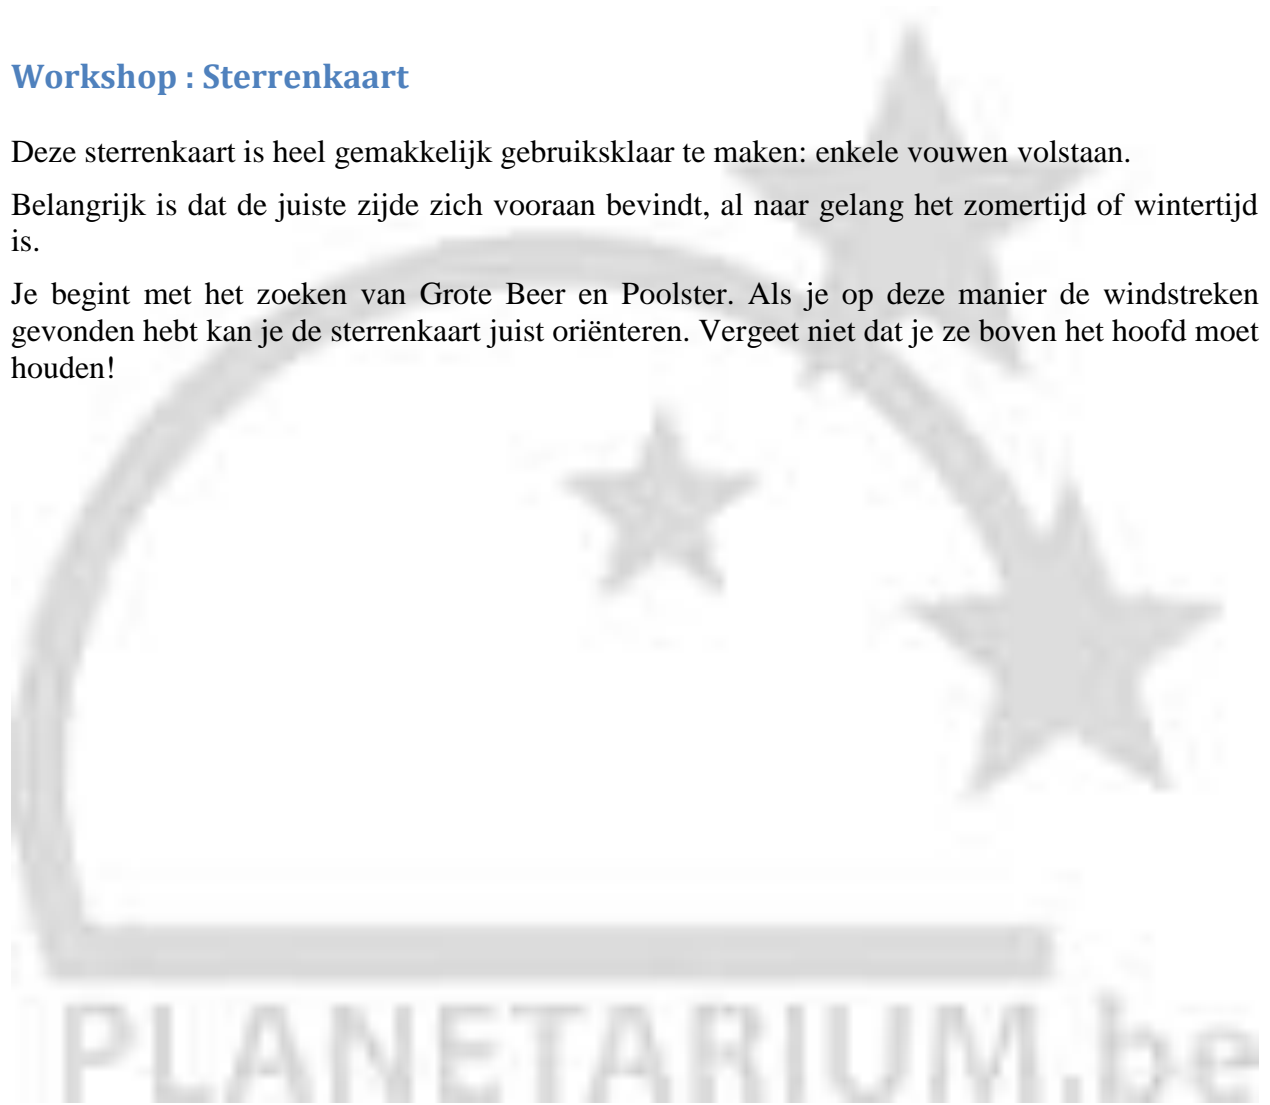 Workshop : Sterrenkaart
Deze sterrenkaart is heel gemakkelijk gebruiksklaar te maken: enkele vouwen volstaan.
Belangrijk is dat de juiste zijde zich vooraan bevindt, al naar gelang het zomertijd of wintertijd
is.
Je begint met het zoeken van Grote Beer en Poolster. Als je op deze manier de windstreken
gevonden hebt kan je de sterrenkaart juist oriënteren. Vergeet niet dat je ze boven het hoofd moet
houden!
PLANETARIUM.be